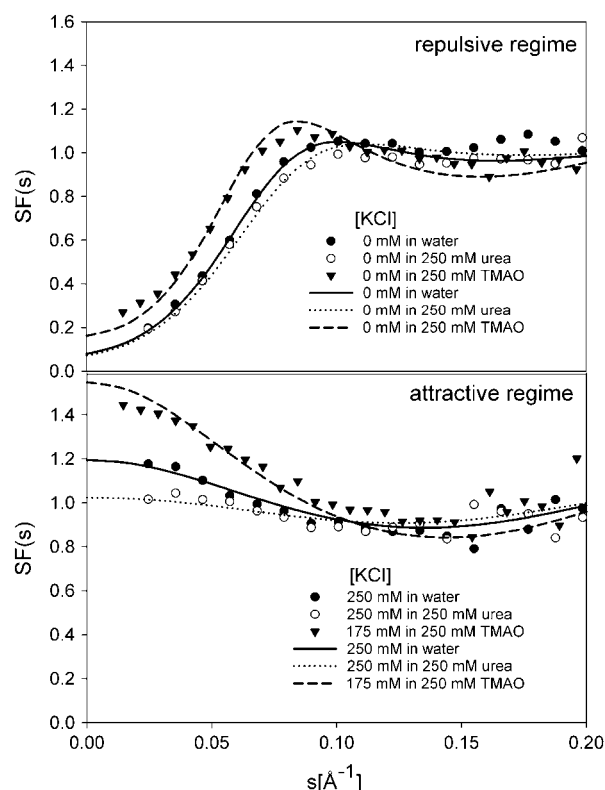 repulsive regime
1.6
1.4
1.2
1.0
0.8
0.6
0.4
0.2
0.0
SF(s)
[KCl]
0 mM in water
0 mM in 250 mM urea
0 mM in 250 mM TMAO
0 mM in water
0 mM in 250 mM urea
0 mM in 250 mM TMAO
attractive regime
1.4
1.2
1.0
0.8
0.6
0.4
0.2
0.0
SF(s)
[KCl]
250 mM in water
250 mM in 250 mM urea
175 mM in 250 mM TMAO
250 mM in water
250 mM in 250 mM urea
175 mM in 250 mM TMAO
0.00 0.05 0.10 0.15 0.20
s[Å⁻¹]